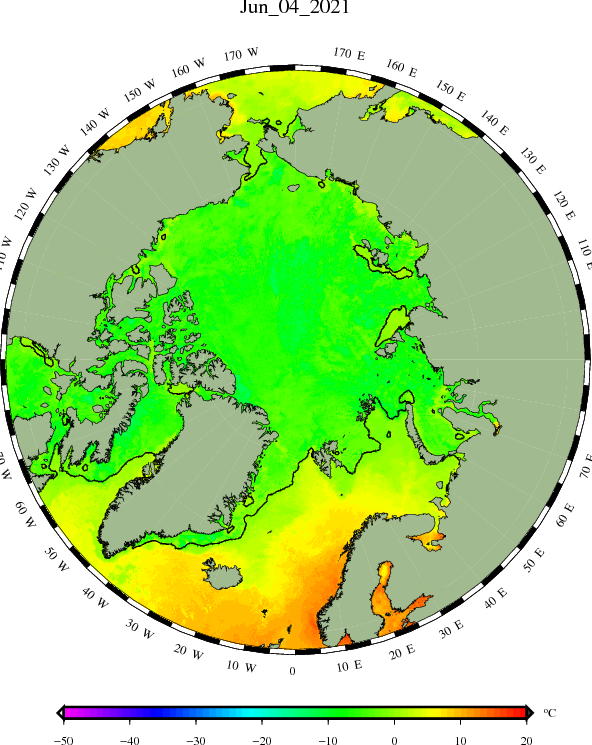 Jun_04_2021
170 W
170 E
160 W
160 E
150 W
150 E
140 W
140 E
130 W
130 E
120 W
120 E
110 E
70 E
60 W
60 E
50 W
50 E
40 W
40 E
30 W
30 E
20 W
20 E
10 W
0
10 E
°C
−50 −40 −30 −20 −10 0 10 20